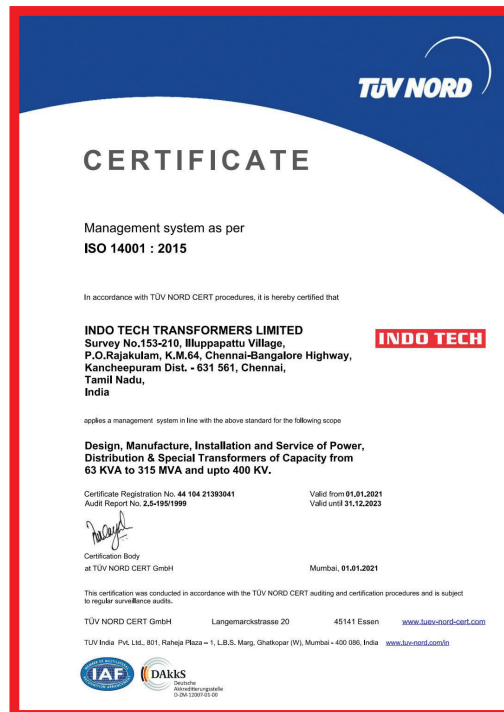 TÜV NORD
CERTIFICATE
Management system as per
ISO 14001 : 2015
In accordance with TÜV NORD CERT procedures, it is hereby certified that
INDO TECH TRANSFORMERS LIMITED
Survey No.153-210, Illuppapattu Village,
P.O.Rajakulam, K.M.64, Chennai-Bangalore Highway,
Kancheepuram Dist. - 631 561, Chennai,
Tamil Nadu,
India
INDO TECH
applies a management system in line with the above standard for the following scope
Design, Manufacture, Installation and Service of Power,
Distribution & Special Transformers of Capacity from
63 KVA to 315 MVA and upto 400 KV.
Certificate Registration No. 44 104 21393041 Valid from 01.01.2021
Audit Report No. 2,5-195/1999 Valid until 31.12.2023
Certification Body
at TÜV NORD CERT GmbH Mumbai, 01.01.2021
This certification was conducted in accordance with the TÜV NORD CERT auditing and certification procedures and is subject
to regular surveillance audits.
TÜV NORD CERT GmbH Langemarckstrasse 20 45141 Essen www.tuev-nord-cert.com
TUV India Pvt. Ltd., 801, Raheja Plaza – 1, L.B.S. Marg, Ghatkopar (W), Mumbai - 400 086, India www.tuv-nord.com/in
IAF
DAkkS
Deutsche
Akkreditierungsstelle
D-ZM-12007-01-00